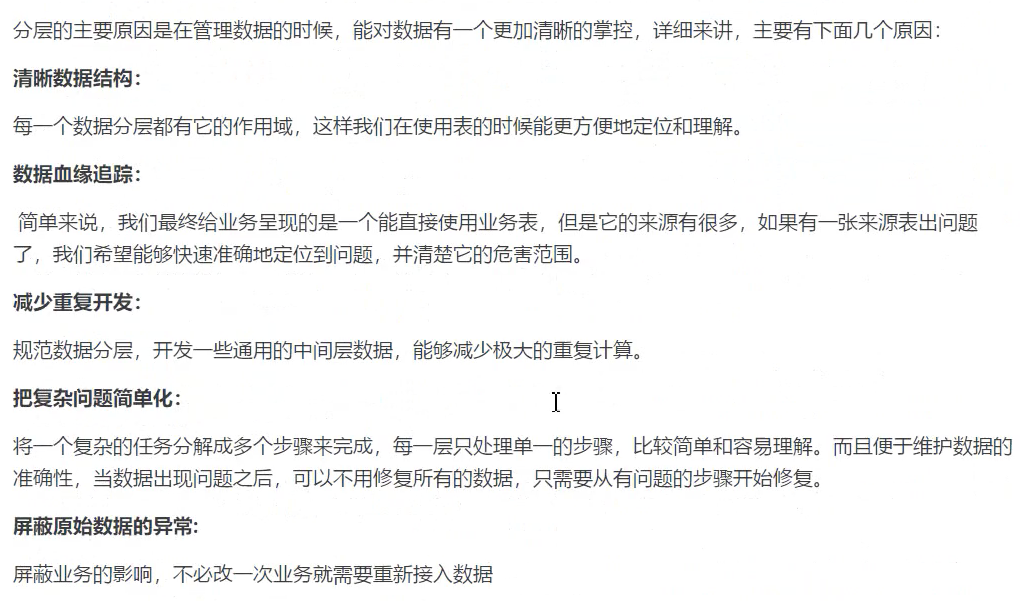 分层的主要原因是在管理数据的时候，能对数据有一个更加清晰的掌控，详细来讲，主要有下面几个原因：
清晰数据结构：
每一个数据分层都有它的作用域，这样我们在使用表的时候能更方便地定位和理解。
数据血缘追踪：
简单来说，我们最终给业务呈现的是一个能直接使用业务表，但是它的来源有很多，如果有一张来源表出问题
了，我们希望能够快速准确地定位到问题，并清楚它的危害范围。
减少重复开发：
规范数据分层，开发一些通用的中间层数据，能够减少极大的重复计算。
把复杂问题简单化：
将一个复杂的任务分解成多个步骤来完成，每一层只处理单一的步骤，比较简单和容易理解。而且便于维护数据的
准确性，当数据出现问题之后，可以不用修复所有的数据，只需要从有问题的步骤开始修复。
屏蔽原始数据的异常:
屏蔽业务的影响，不必改一次业务就需要重新接入数据